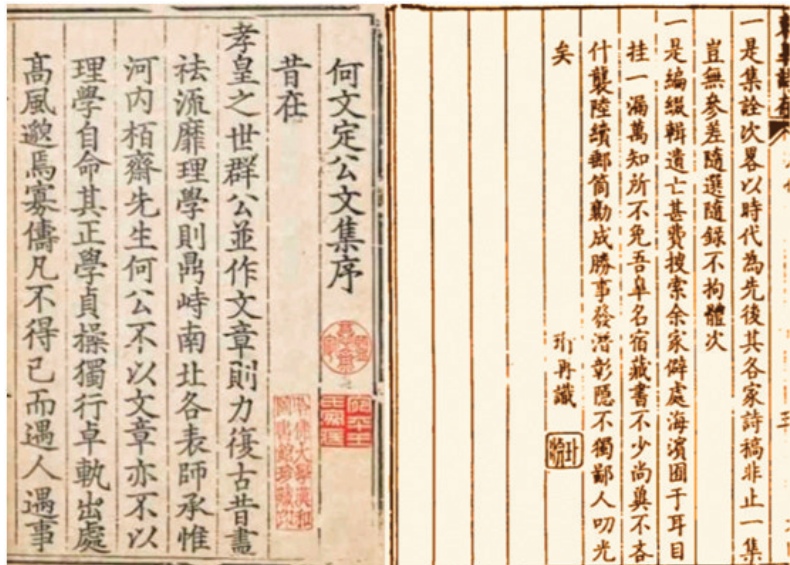 一是集詮次畧以時代為先後其各家詩稿非止一集
豈無參差隨選隨錄不拘體次
一是編綴輯遺亡甚費搜索余家僻處海濱囿于耳目
挂一漏萬知所不免吾皐名宿藏書不少尚冀不吝
什襲陸續郵筒勷成勝事發潛彰隱不獨鄙人叨光
矣
珩再識
何文定公文集序
昔在
孝皇之世群公並作文章則力復古昔盡
祛流靡理學則鼎峙南北各表師承惟
河内栢齋先生何公不以文章亦不以
理學自命其正學貞操獨行卓軌出處
髙風邈焉寡儔凡不得已而遇人遇事